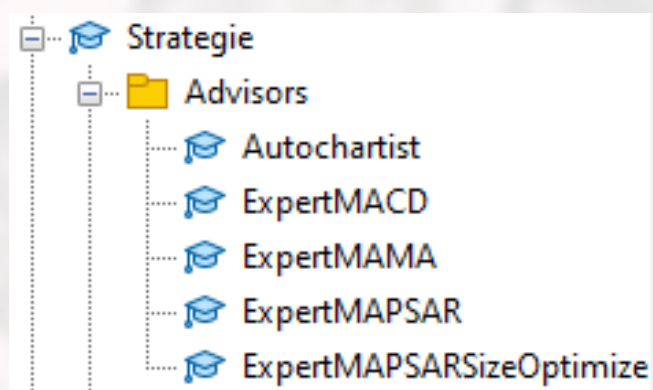 Strategie
Advisors
Autochartist
ExpertMACD
ExpertMAMA
ExpertMAPSAR
ExpertMAPSARSizeOptimize